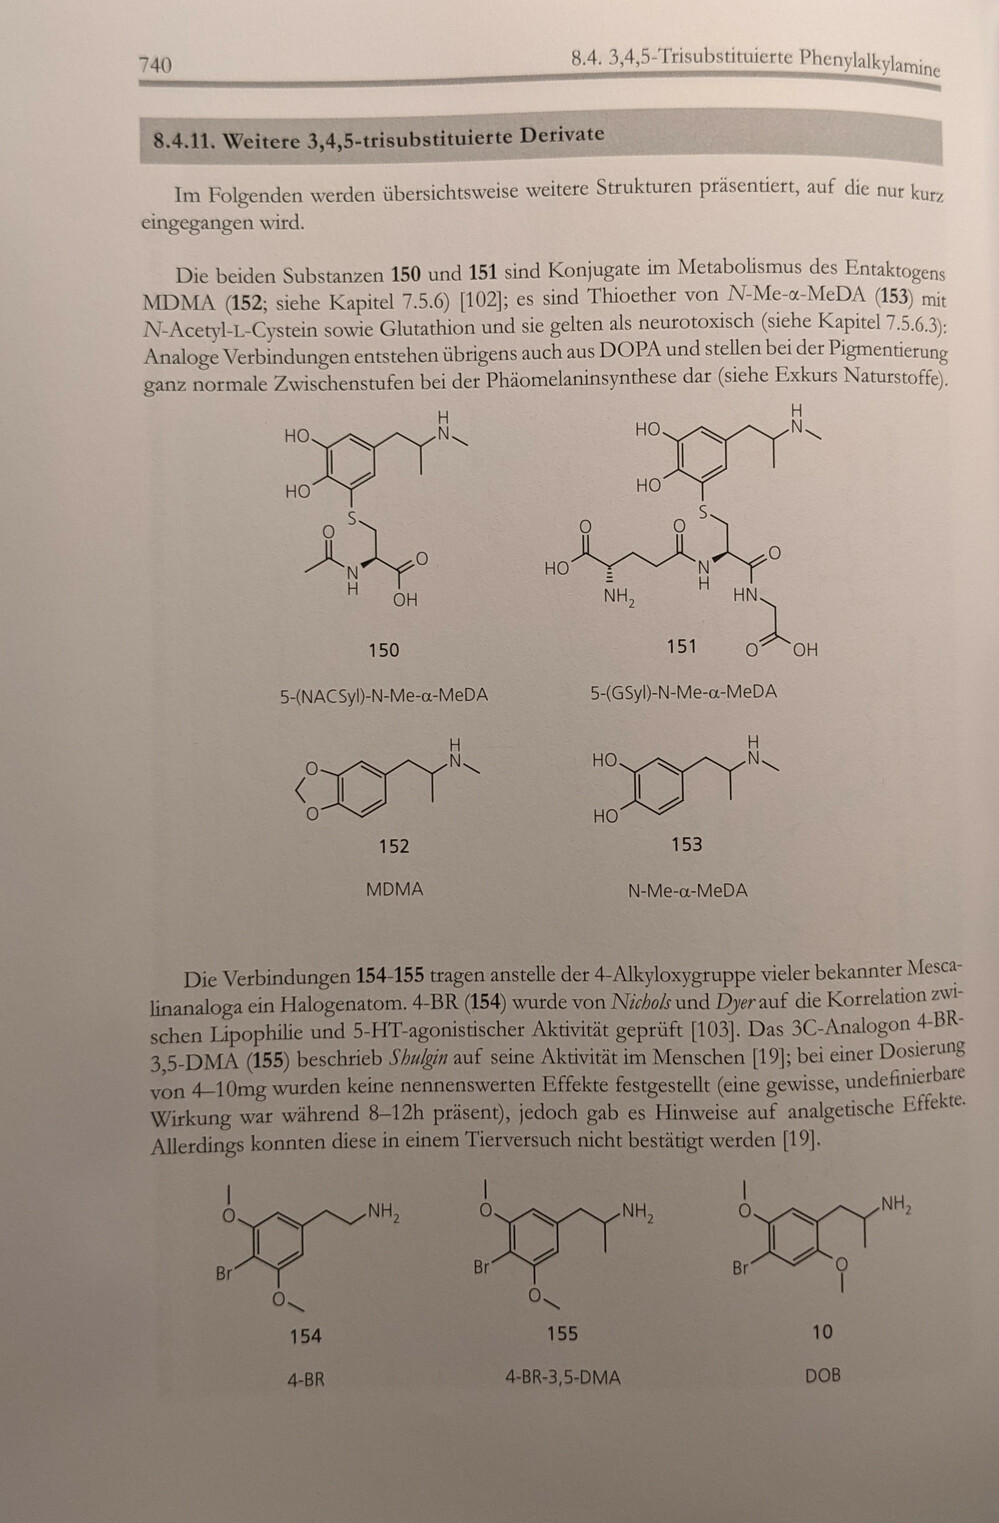 740
8.4. 3,4,5-Trisubstituierte Phenylalkylamine
8.4.11. Weitere 3,4,5-trisubstituierte Derivate
Im Folgenden werden übersichtsweise weitere Strukturen präsentiert, auf die nur kurz
eingegangen wird.
Die beiden Substanzen 150 und 151 sind Konjugate im Metabolismus des Entaktogens
MDMA (152; siehe Kapitel 7.5.6) [102]; es sind Thioether von N-Me-α-MeDA (153) mit
N-Acetyl-L-Cystein sowie Glutathion und sie gelten als neurotoxisch (siehe Kapitel 7.5.6.3):
Analoge Verbindungen entstehen übrigens auch aus DOPA und stellen bei der Pigmentierung
ganz normale Zwischenstufen bei der Phäomelaninsynthese dar (siehe Exkurs Naturstoffe).
HO
HO
H
N
S
O
N
H
O
OH
150
5-(NACSyl)-N-Me-α-MeDA
HO
HO
H
N
S
O
HO
NH2
O
N
H
O
HN
O
OH
151
5-(GSyl)-N-Me-α-MeDA
O
O
H
N
152
MDMA
HO
HO
H
N
153
N-Me-α-MeDA
Die Verbindungen 154-155 tragen anstelle der 4-Alkyloxygruppe vieler bekannter Mesca-
linanaloga ein Halogenatom. 4-BR (154) wurde von Nichols und Dyer auf die Korrelation zwi-
schen Lipophilie und 5-HT-agonistischer Aktivität geprüft [103]. Das 3C-Analogon 4-BR-
3,5-DMA (155) beschrieb Shulgin auf seine Aktivität im Menschen [19]; bei einer Dosierung
von 4–10mg wurden keine nennenswerten Effekte festgestellt (eine gewisse, undefinierbare
Wirkung war während 8–12h präsent), jedoch gab es Hinweise auf analgetische Effekte.
Allerdings konnten diese in einem Tierversuch nicht bestätigt werden [19].
O
Br
O
NH2
154
4-BR
O
Br
O
NH2
155
4-BR-3,5-DMA
O
Br
O
NH2
10
DOB